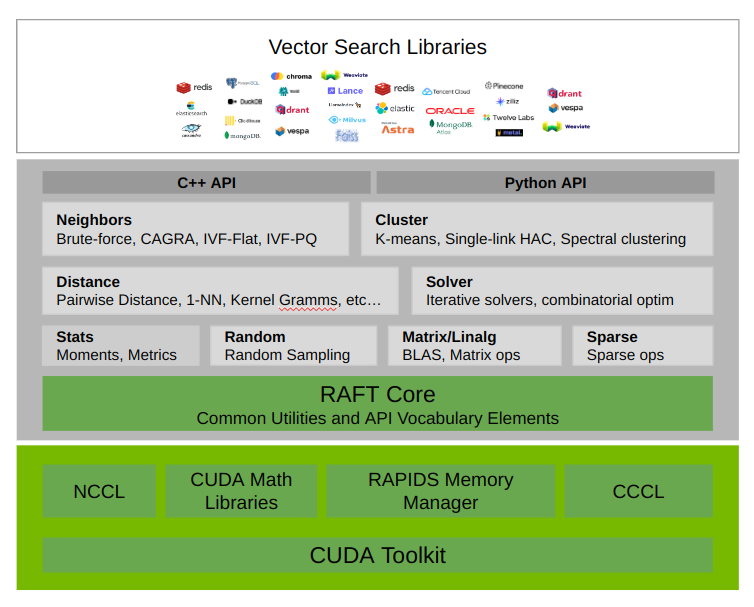 Vector Search Libraries
redis
PostgreSQL
chroma
Weaviate
redis
Tencent Cloud
Pinecone
drant
Lance
ziliz
elasticsearch
DuckDB
drant
LlamaIndex
elastic
ORACLE
vespa
Milvus
Twelve Labs
Weaviate
mongoDB.
vespa
Faiss
Astra
MongoDB
Atlas
metal
C++ API
Python API
Neighbors
Brute-force, CAGRA, IVF-Flat, IVF-PQ
Cluster
K-means, Single-link HAC, Spectral clustering
Distance
Pairwise Distance, 1-NN, Kernel Gramms, etc…
Solver
Iterative solvers, combinatorial optim
Stats
Moments, Metrics
Random
Random Sampling
Matrix/Linalg
BLAS, Matrix ops
Sparse
Sparse ops
RAFT Core
Common Utilities and API Vocabulary Elements
NCCL
CUDA Math
Libraries
RAPIDS Memory
Manager
CCCL
CUDA Toolkit